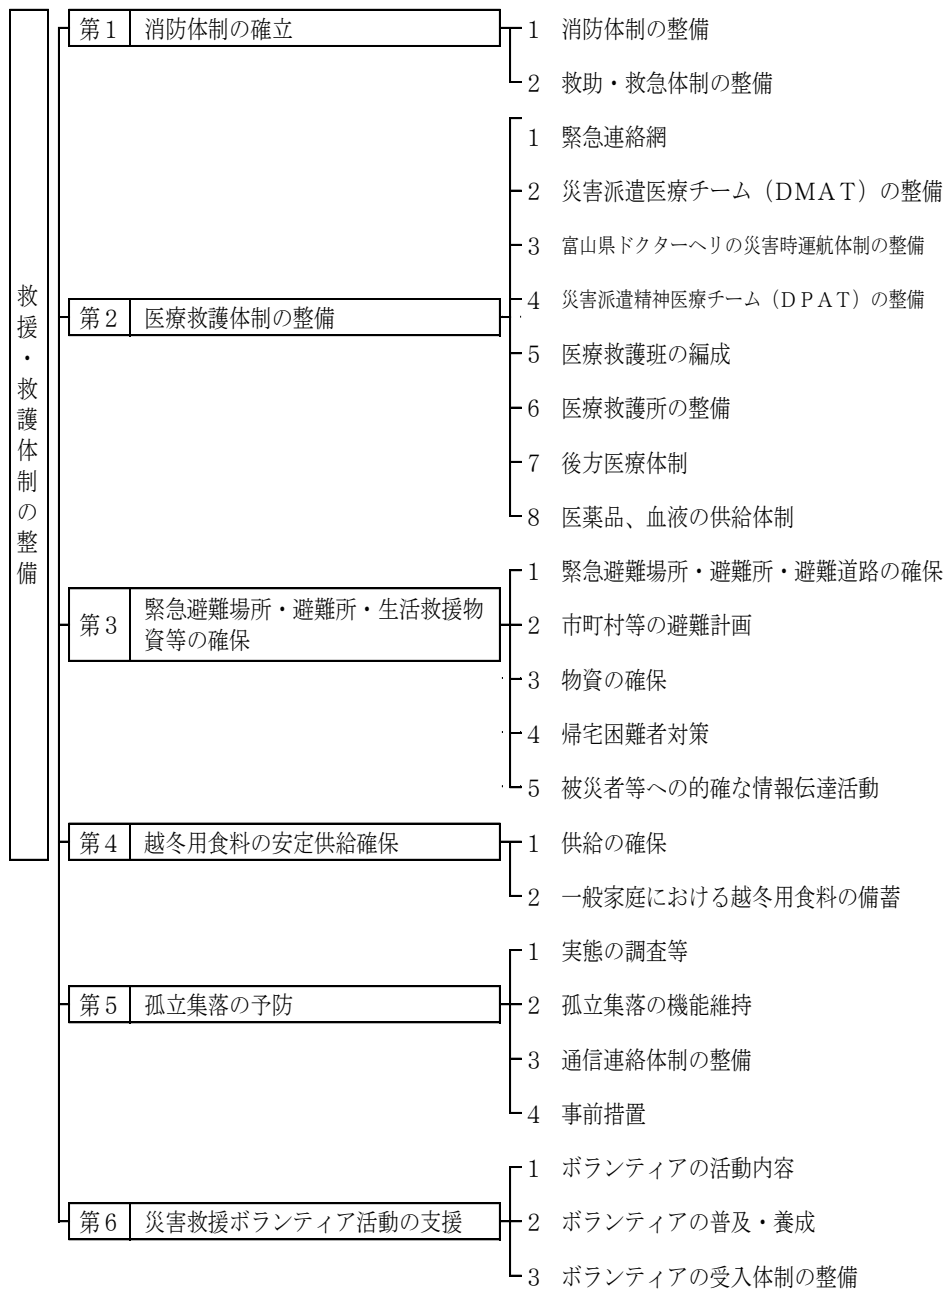 救援・救護体制の整備
第１ 消防体制の確立
１ 消防体制の整備
２ 救助・救急体制の整備
第２ 医療救護体制の整備
１ 緊急連絡網
２ 災害派遣医療チーム（DMAT）の整備
３ 富山県ドクターヘリの災害時運航体制の整備
４ 災害派遣精神医療チーム（DPAT）の整備
５ 医療救護班の編成
６ 医療救護所の整備
７ 後方医療体制
８ 医薬品、血液の供給体制
第３ 緊急避難場所・避難所・生活救援物
資等の確保
１ 緊急避難場所・避難所・避難道路の確保
２ 市町村等の避難計画
３ 物資の確保
４ 帰宅困難者対策
５ 被災者等への的確な情報伝達活動
第４ 越冬用食料の安定供給確保
１ 供給の確保
２ 一般家庭における越冬用食料の備蓄
第５ 孤立集落の予防
１ 実態の調査等
２ 孤立集落の機能維持
３ 通信連絡体制の整備
４ 事前措置
第６ 災害救援ボランティア活動の支援
１ ボランティアの活動内容
２ ボランティアの普及・養成
３ ボランティアの受入体制の整備